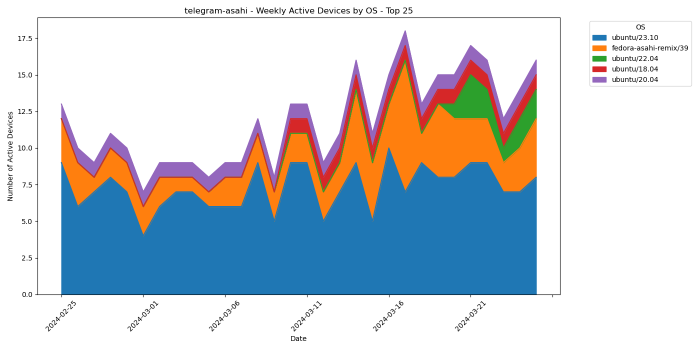 telegram-asahi - Weekly Active Devices by OS - Top 25
OS
ubuntu/23.10
fedora-asahi-remix/39
ubuntu/22.04
ubuntu/18.04
ubuntu/20.04
Number of Active Devices
17.5
15.0
12.5
10.0
7.5
5.0
2.5
0.0
2024-02-25
2024-03-01
2024-03-06
2024-03-11
2024-03-16
2024-03-21
Date